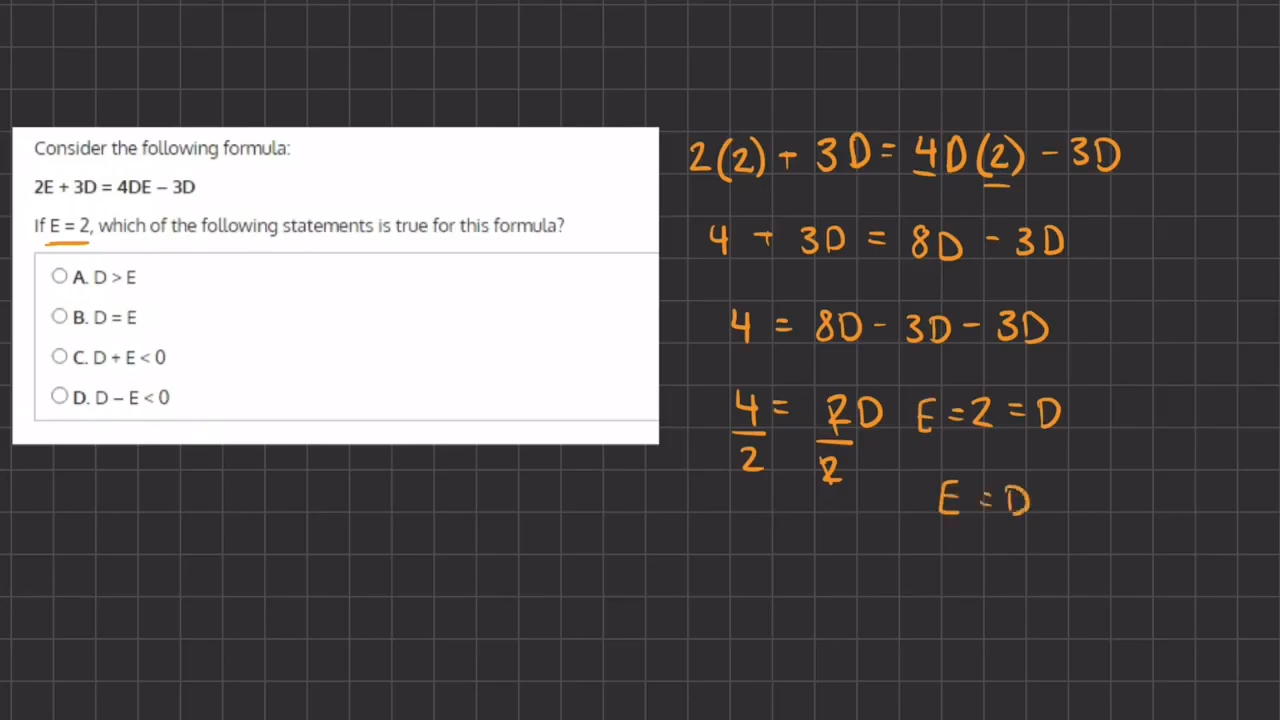 Consider the following formula:
2E + 3D = 4DE – 3D
If E = 2, which of the following statements is true for this formula?
A. D > E
B. D = E
C. D + E < 0
D. D – E < 0
2(2) + 3D = 4D(2) - 3D
4 + 3D = 8D - 3D
4 = 8D - 3D - 3D
4/2 = 2D/2 E = 2 = D
E = D